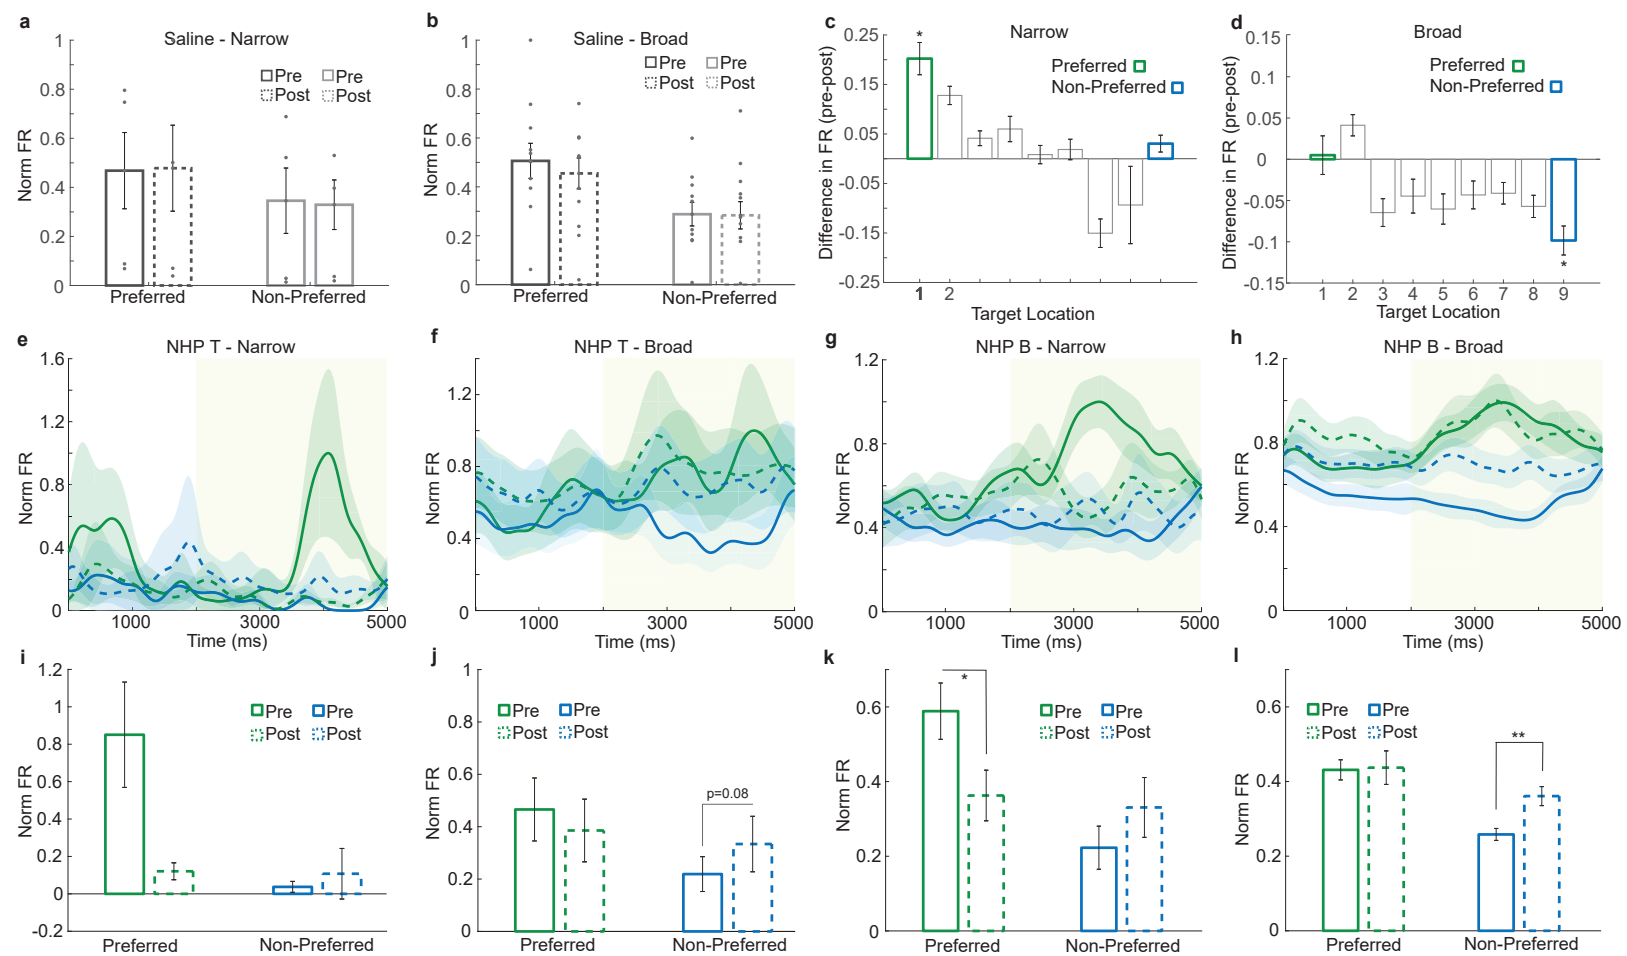 a
Saline - Narrow
Norm FR
1
0.8
0.6
0.4
0.2
0
Pre Pre
Post Post
Preferred Non-Preferred
b
Saline - Broad
Norm FR
1
0.8
0.6
0.4
0.2
0
Pre Pre
Post Post
Preferred Non-Preferred
c
Narrow
Difference in FR (pre-post)
0.25
0.15
0.05
-0.05
-0.15
-0.25
*
Preferred
Non-Preferred
1 2
Target Location
d
Broad
Difference in FR (pre-post)
0.15
0.1
0.05
0
-0.05
-0.1
-0.15
Preferred
Non-Preferred
*
1 2 3 4 5 6 7 8 9
Target Location
e
NHP T - Narrow
Norm FR
1.6
1.2
0.8
0.4
0
1000 3000 5000
Time (ms)
f
NHP T - Broad
Norm FR
1.2
0.8
0.4
0
1000 3000 5000
Time (ms)
g
NHP B - Narrow
Norm FR
1.2
0.8
0.4
0
1000 3000 5000
Time (ms)
h
NHP B - Broad
Norm FR
1.2
0.8
0.4
0
1000 3000 5000
Time (ms)
i
Norm FR
1.2
1
0.8
0.6
0.4
0.2
0
-0.2
Pre Pre
Post Post
Preferred Non-Preferred
j
Norm FR
1
0.8
0.6
0.4
0.2
0
Pre Pre
Post Post
p=0.08
Preferred Non-Preferred
k
Norm FR
0.6
0.4
0.2
0
*
Pre Pre
Post Post
Preferred Non-Preferred
l
Norm FR
0.6
0.4
0.2
0
Pre Pre
Post Post
**
Preferred Non-Preferred